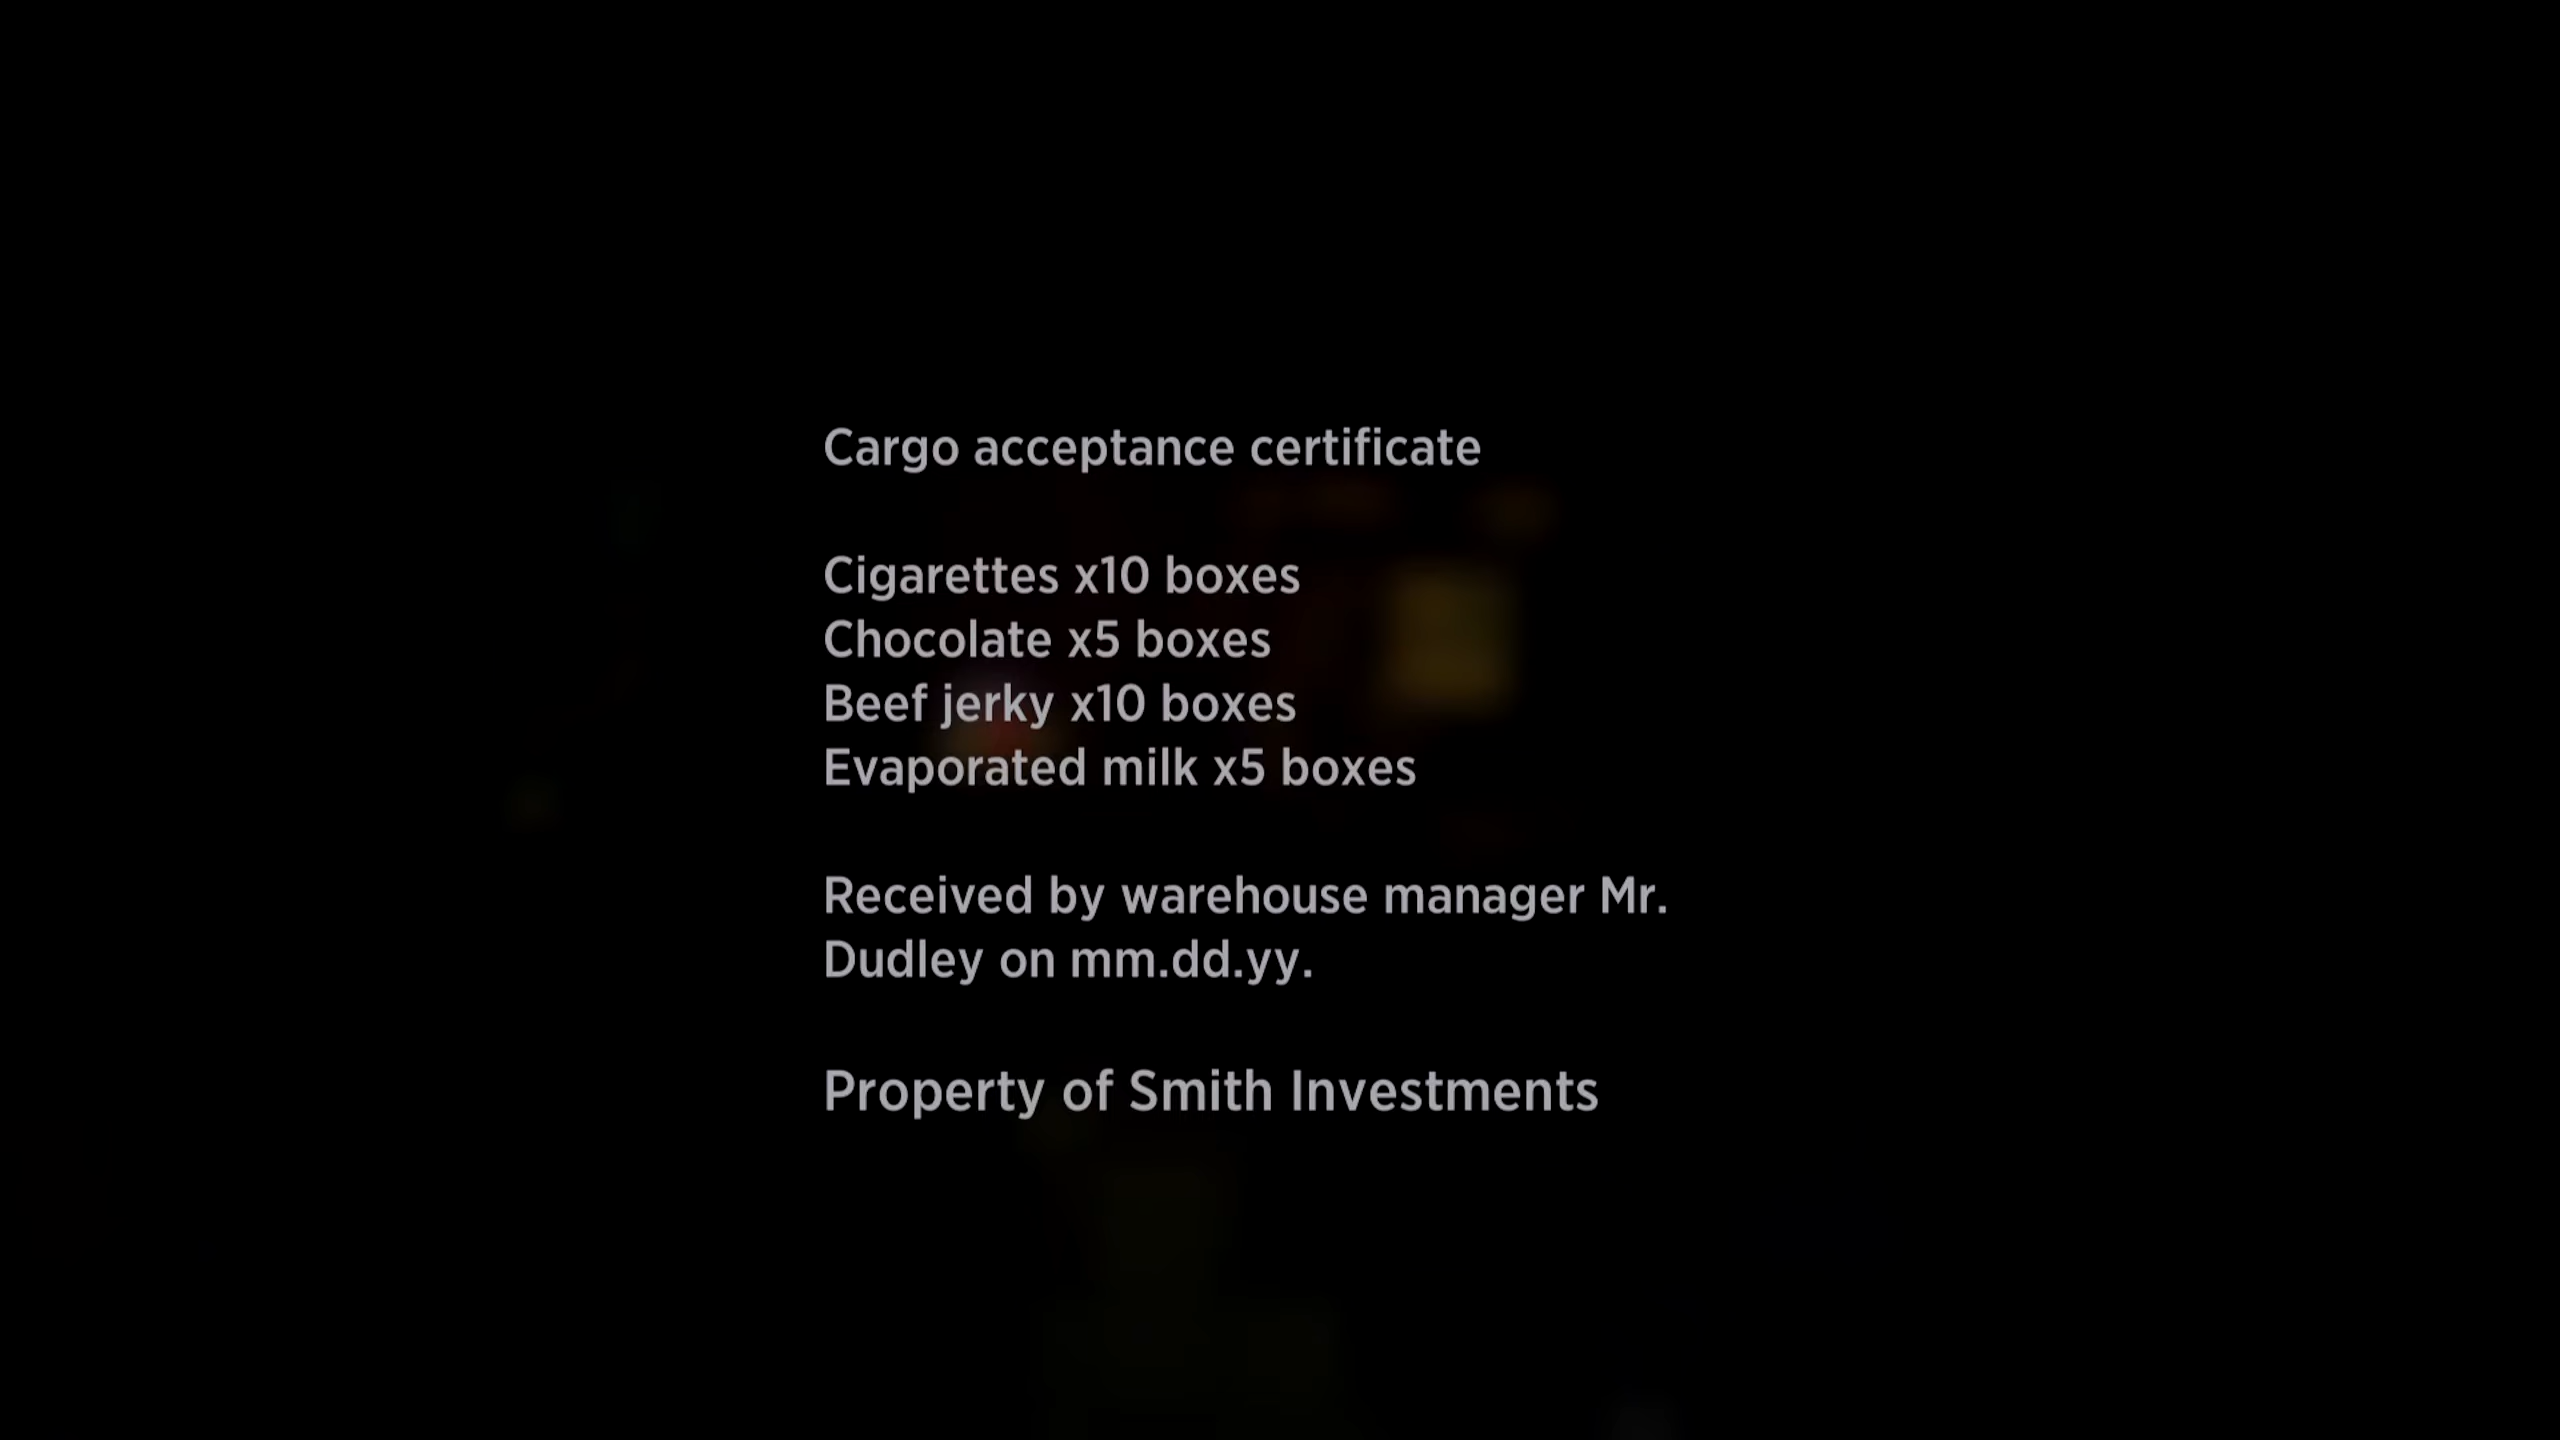 Cargo acceptance certificate
Cigarettes x10 boxes
Chocolate x5 boxes
Beef jerky x10 boxes
Evaporated milk x5 boxes
Received by warehouse manager Mr.
Dudley on mm.dd.yy.
Property of Smith Investments